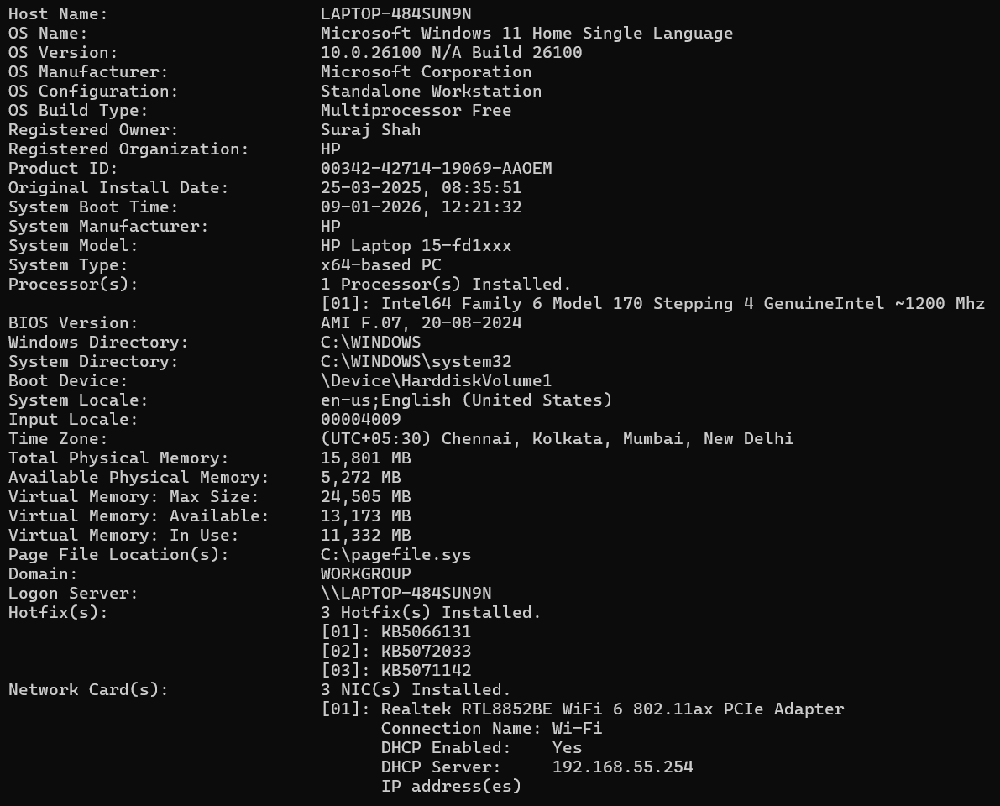 Host Name:                     LAPTOP-484SUN9N
OS Name:                       Microsoft Windows 11 Home Single Language
OS Version:                    10.0.26100 N/A Build 26100
OS Manufacturer:               Microsoft Corporation
OS Configuration:              Standalone Workstation
OS Build Type:                 Multiprocessor Free
Registered Owner:              Suraj Shah
Registered Organization:       HP
Product ID:                    00342-42714-19069-AAOEM
Original Install Date:         25-03-2025, 08:35:51
System Boot Time:              09-01-2026, 12:21:32
System Manufacturer:           HP
System Model:                  HP Laptop 15-fd1xxx
System Type:                   x64-based PC
Processor(s):                  1 Processor(s) Installed.
                               [01]: Intel64 Family 6 Model 170 Stepping 4 GenuineIntel ~1200 Mhz
BIOS Version:                  AMI F.07, 20-08-2024
Windows Directory:             C:\WINDOWS
System Directory:              C:\WINDOWS\system32
Boot Device:                   \Device\HarddiskVolume1
System Locale:                 en-us;English (United States)
Input Locale:                  00004009
Time Zone:                     (UTC+05:30) Chennai, Kolkata, Mumbai, New Delhi
Total Physical Memory:         15,801 MB
Available Physical Memory:     5,272 MB
Virtual Memory: Max Size:      24,505 MB
Virtual Memory: Available:     13,173 MB
Virtual Memory: In Use:        11,332 MB
Page File Location(s):         C:\pagefile.sys
Domain:                        WORKGROUP
Logon Server:                  \\LAPTOP-484SUN9N
Hotfix(s):                     3 Hotfix(s) Installed.
                               [01]: KB5066131
                               [02]: KB5072033
                               [03]: KB5071142
Network Card(s):               3 NIC(s) Installed.
                               [01]: Realtek RTL8852BE WiFi 6 802.11ax PCIe Adapter
                                     Connection Name: Wi-Fi
                                     DHCP Enabled:    Yes
                                     DHCP Server:     192.168.55.254
                                     IP address(es)